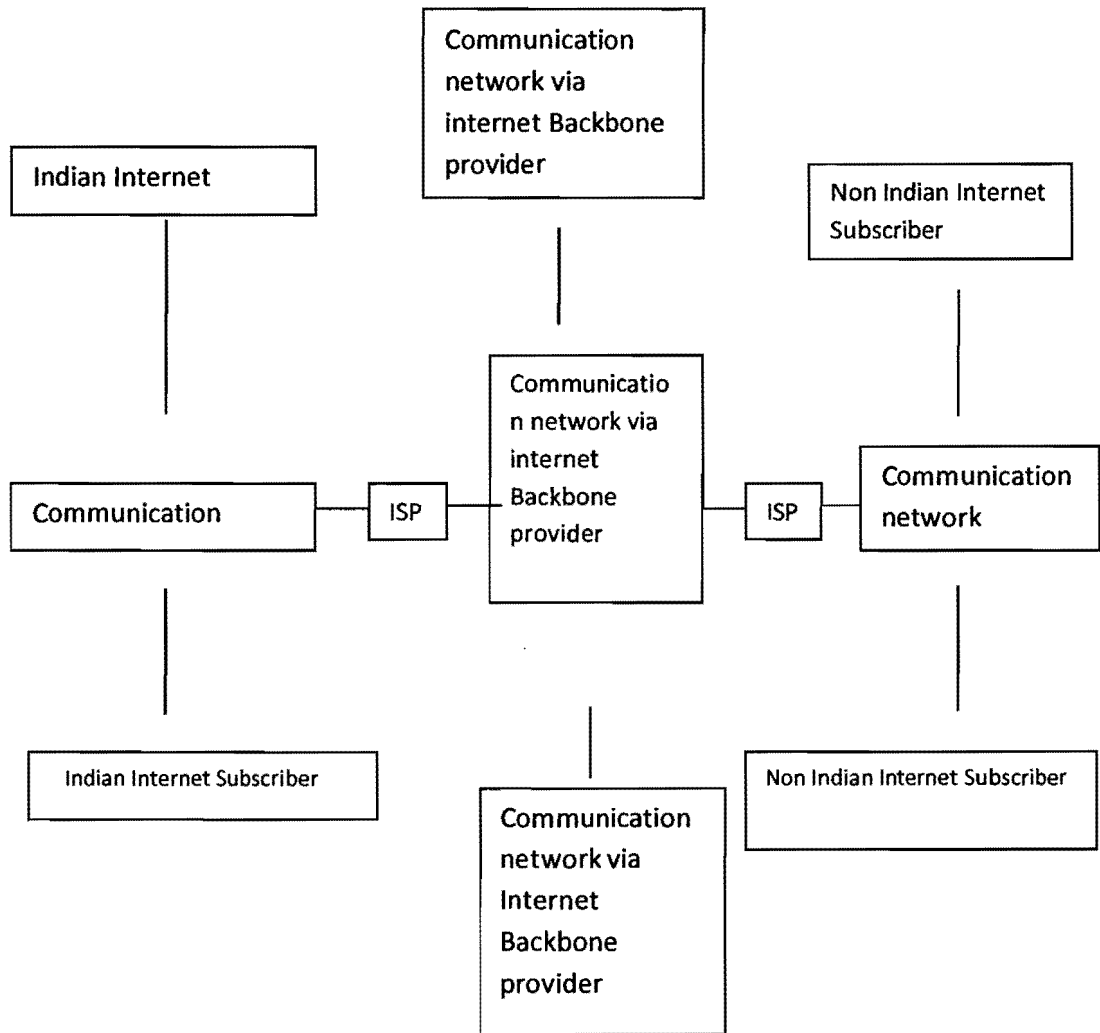 Communication
network via
internet Backbone
provider
Indian Internet
Non Indian Internet
Subscriber
Communicatio
n network via
internet
Backbone
provider
Communication
ISP
ISP
Communication
network
Indian Internet Subscriber
Non Indian Internet Subscriber
Communication
network via
Internet
Backbone
provider